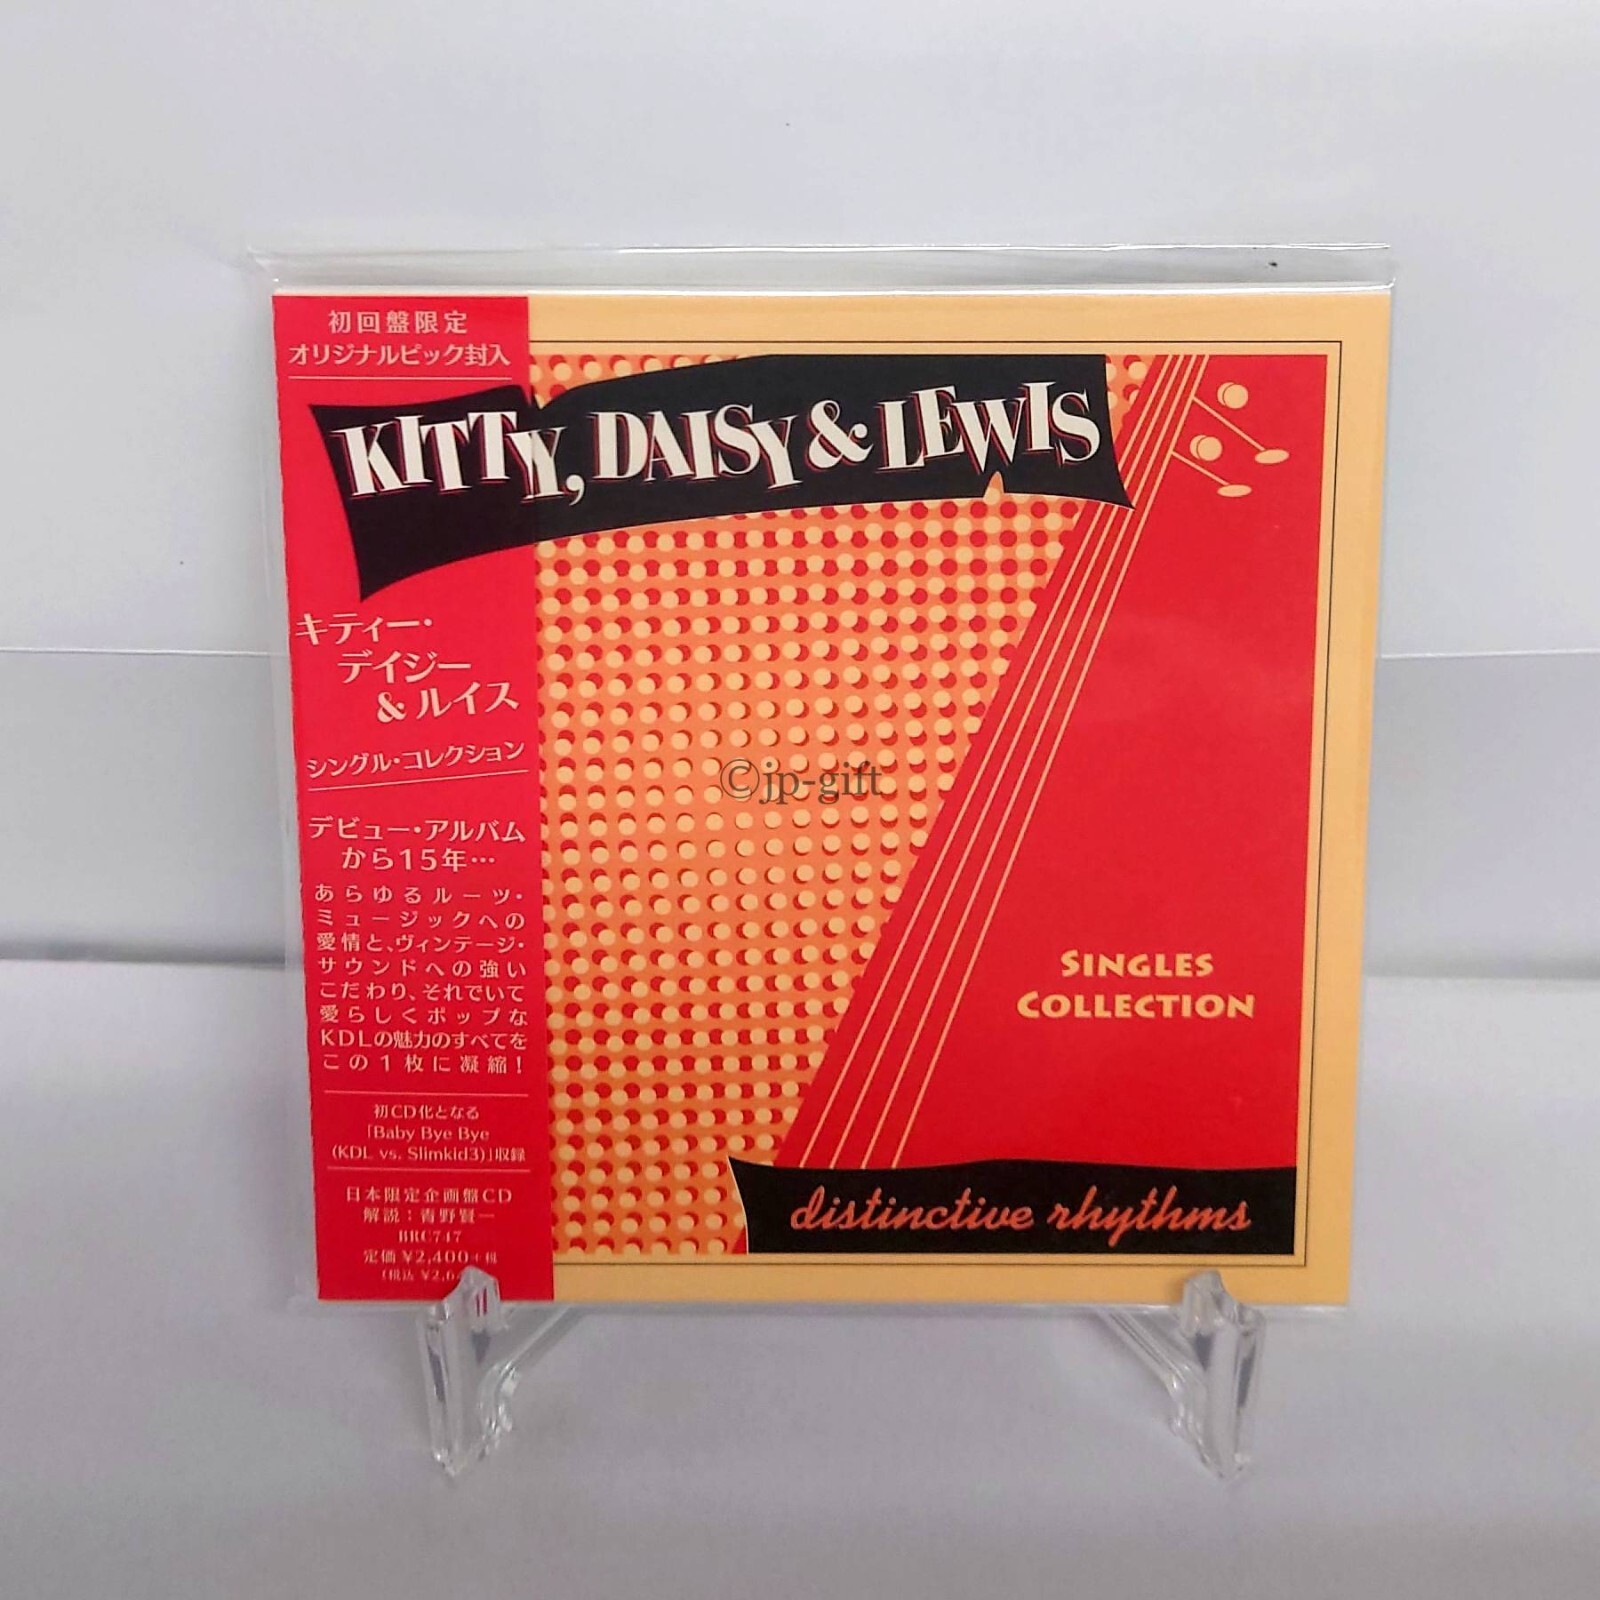 初回盤限定
オリジナルピック封入
KITTY, DAISY & LEWIS
キティー・
デイジー
&ルイス
シングル・コレクション
デビュー・アルバム
から15年…
あらゆるルーツ・
ミュージックへの
愛情と、ヴィンテージ・
サウンドへの強い
こだわり、それでいて
愛らしくポップな
KDLの魅力のすべてを
この1枚に凝縮!
初CD化となる
「Baby Bye Bye
(KDL vs. Slimkid3)」収録
日本限定企画盤CD
解説:青野賢一
BRC747
定価 ¥2,400+税
(税込
©jp-gift
SINGLES
COLLECTION
distinctive rhythms